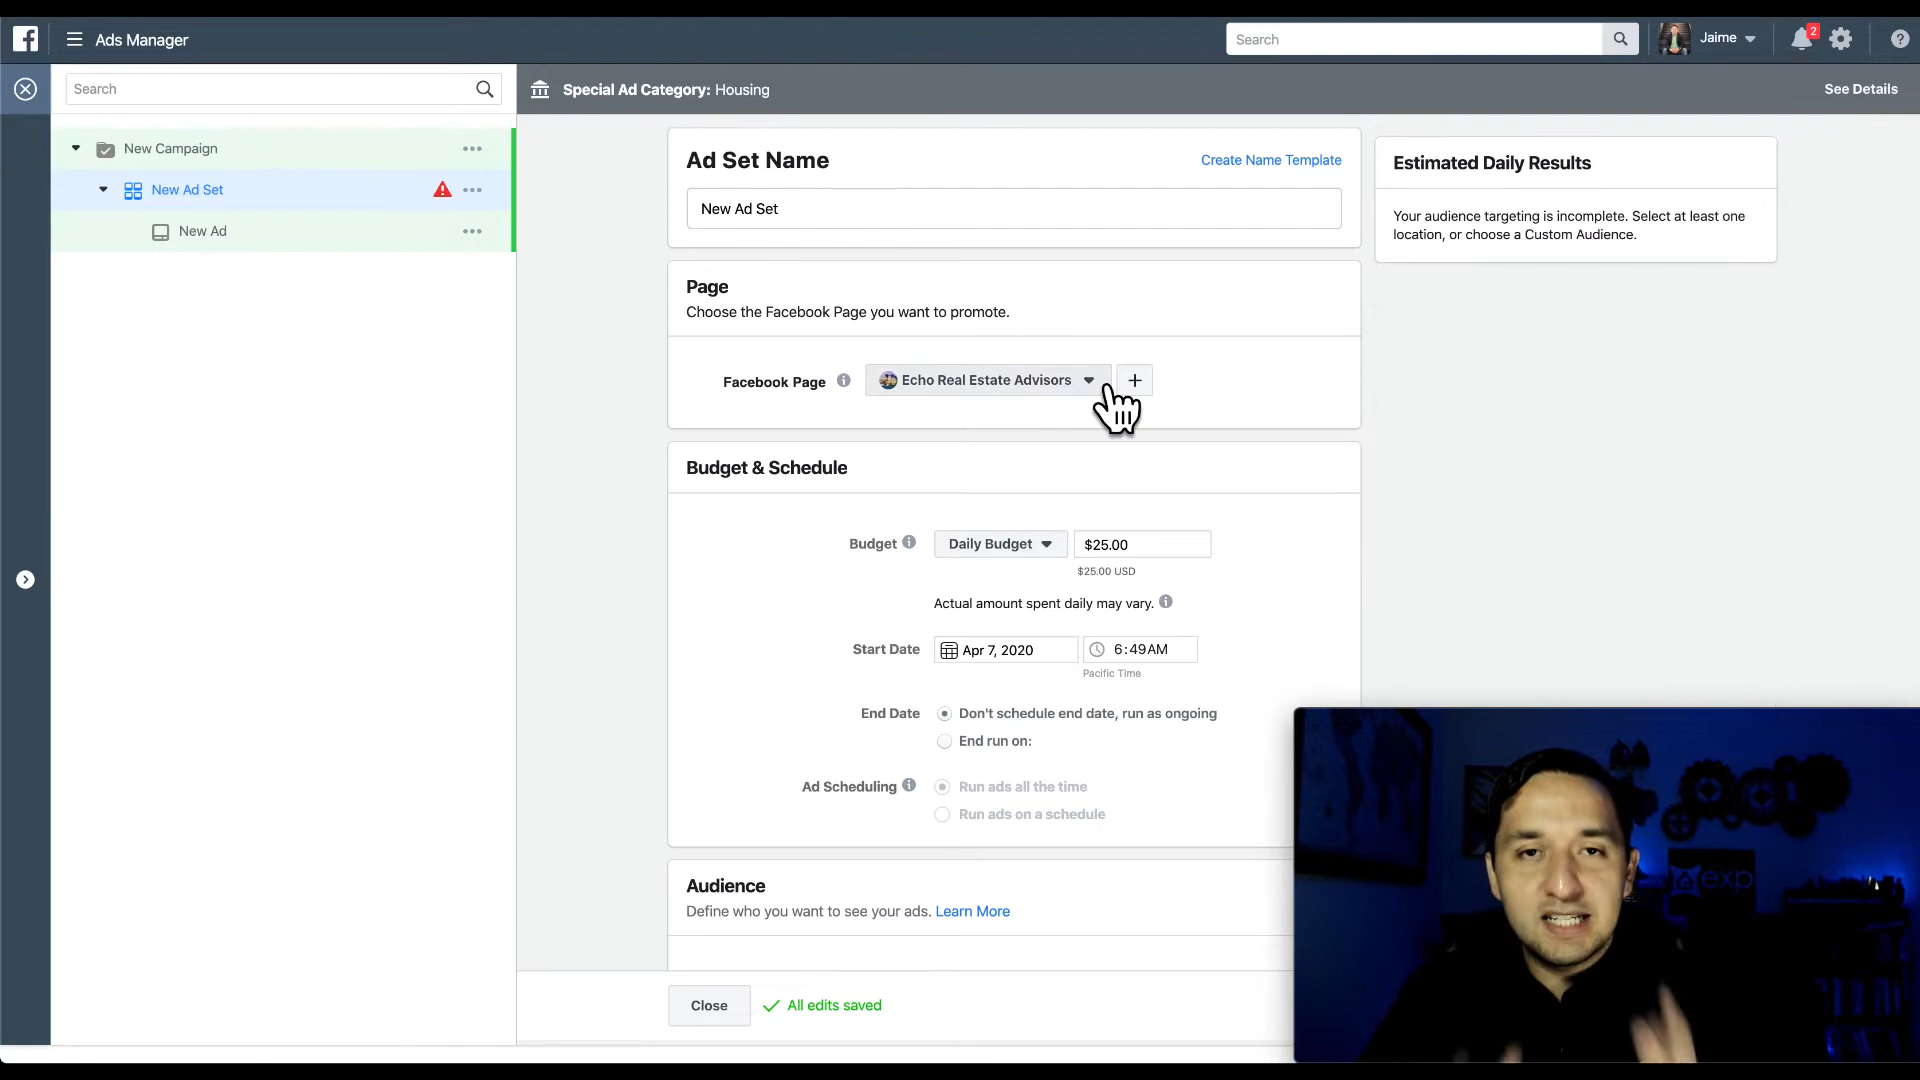 Ads Manager
Search
Jaime
2
Search
Special Ad Category: Housing
See Details
New Campaign
New Ad Set
New Ad
Ad Set Name
Create Name Template
New Ad Set
Estimated Daily Results
Your audience targeting is incomplete. Select at least one
location, or choose a Custom Audience.
Page
Choose the Facebook Page you want to promote.
Facebook Page
Echo Real Estate Advisors
Budget & Schedule
Budget
Daily Budget
$25.00
$25.00 USD
Actual amount spent daily may vary.
Start Date
Apr 7, 2020
6:49AM
Pacific Time
End Date
Don't schedule end date, run as ongoing
End run on:
Ad Scheduling
Run ads all the time
Run ads on a schedule
Audience
Define who you want to see your ads. Learn More
Close
All edits saved
exp